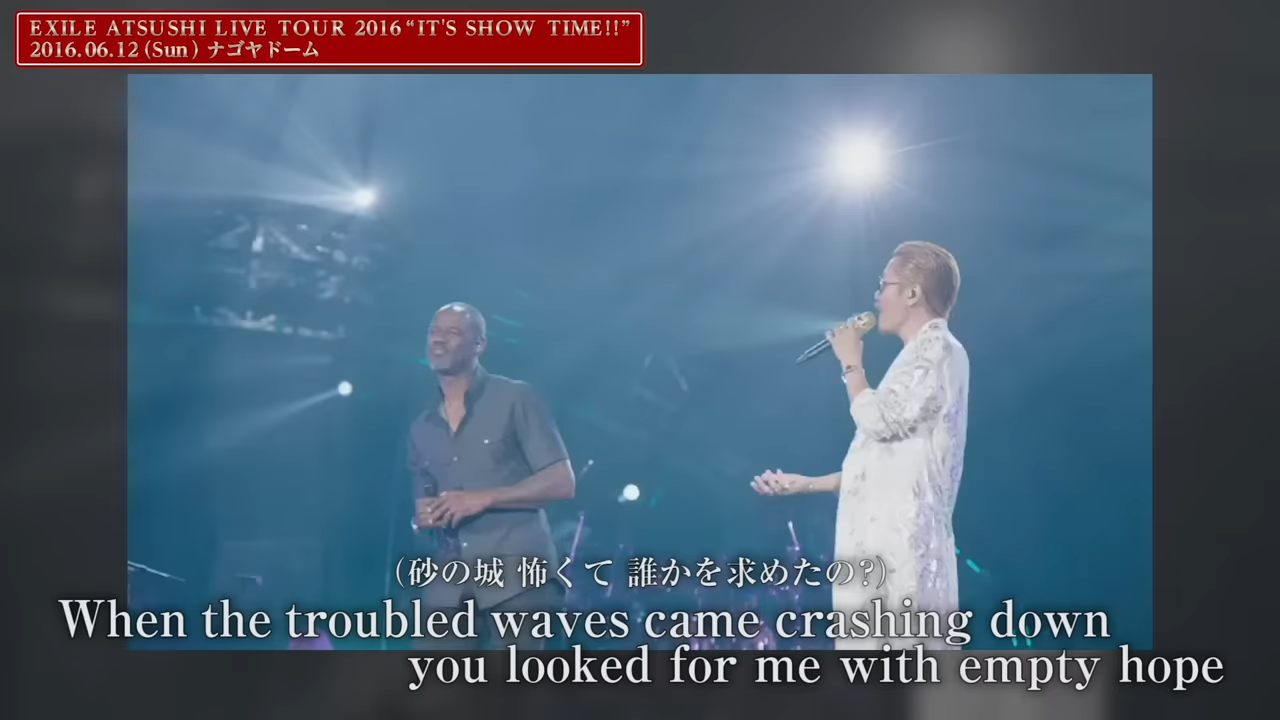 EXILE ATSUSHI LIVE TOUR 2016 “IT'S SHOW TIME!!”
2016.06.12 (Sun) ナゴヤドーム
(砂の城 怖くて 誰かを求めたの?)
When the troubled waves came crashing down
you looked for me with empty hope